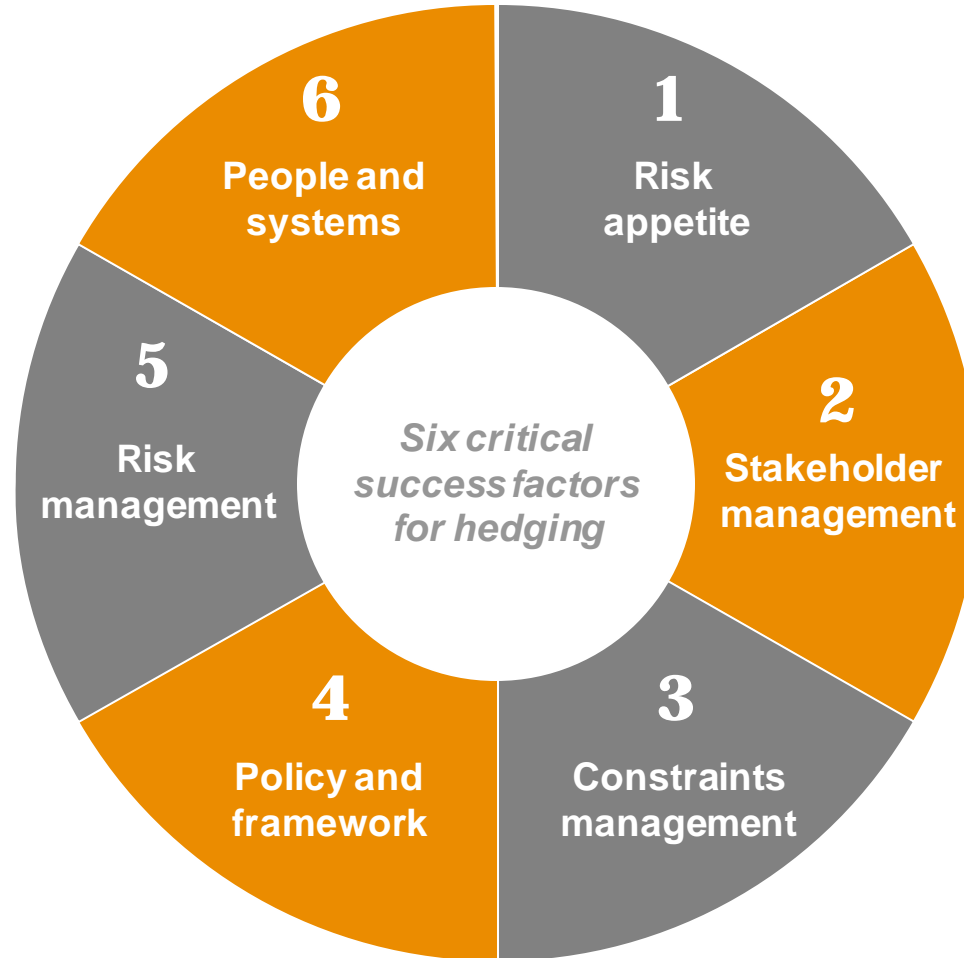 1
Risk
appetite
2
Stakeholder
management
3
Constraints
management
4
Policy and
framework
5
Risk
management
6
People and
systems
Six critical
success factors
for hedging